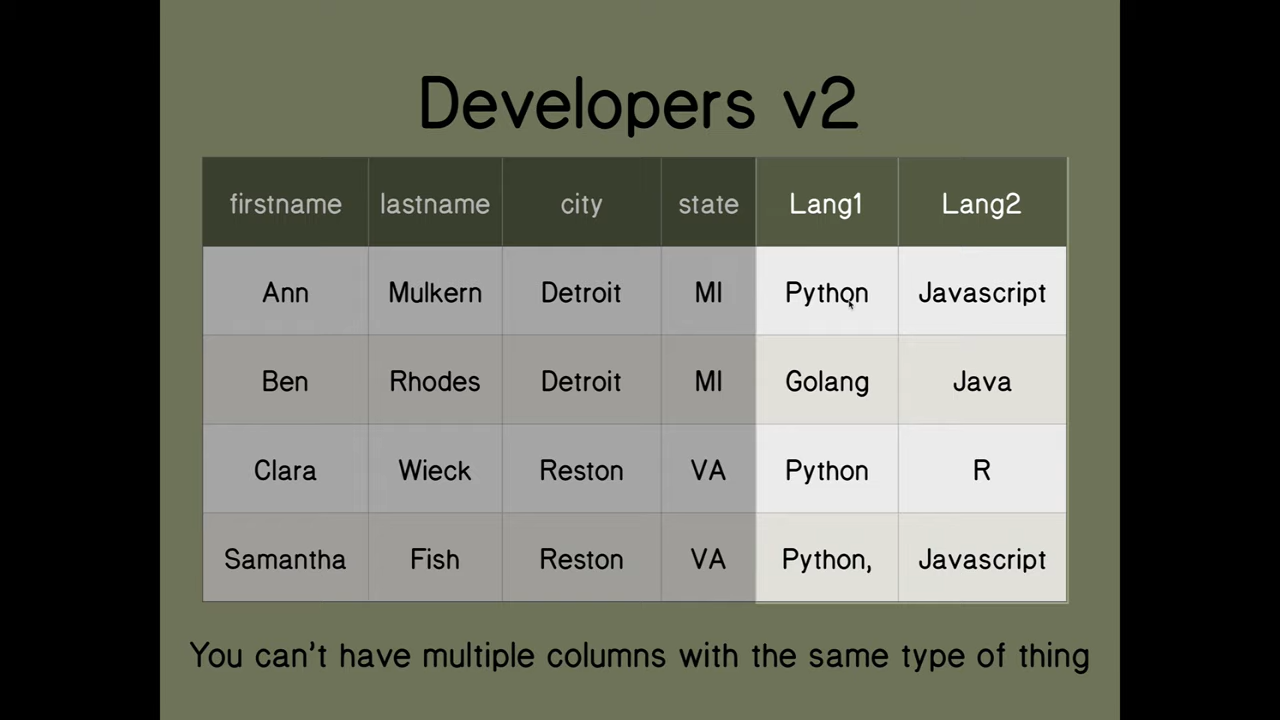 Developers v2
firstname lastname city state Lang1 Lang2
Ann Mulkern Detroit MI Python Javascript
Ben Rhodes Detroit MI Golang Java
Clara Wieck Reston VA Python R
Samantha Fish Reston VA Python, Javascript
You can't have multiple columns with the same type of thing